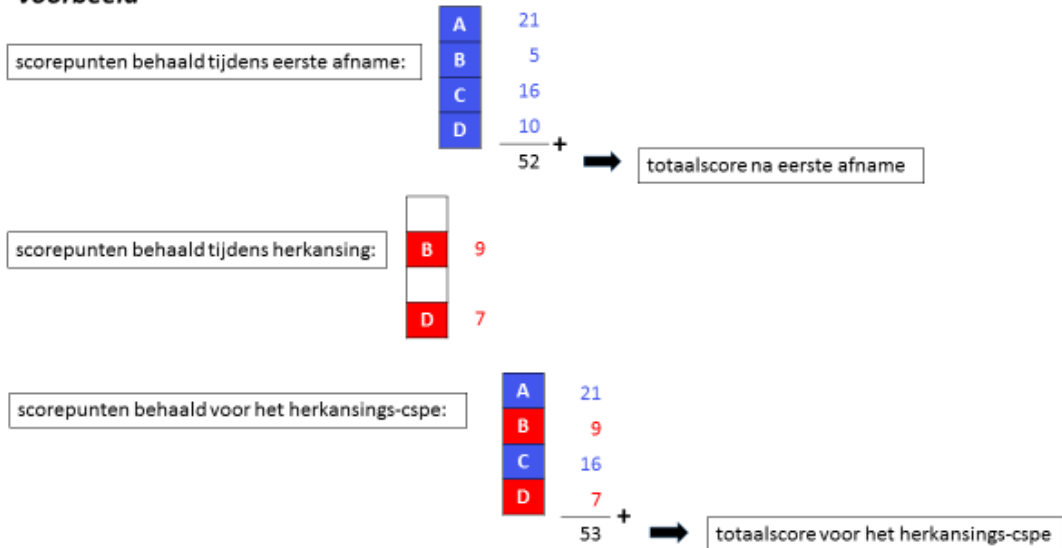 voorbeeld
A 21
scorepunten behaald tijdens eerste afname: B 5
C 16
D 10
+
52 totaalscore na eerste afname
scorepunten behaald tijdens herkansing: B 9
D 7
scorepunten behaald voor het herkansings-cspe: A 21
B 9
C 16
D 7
+
53 totaalscore voor het herkansings-cspe